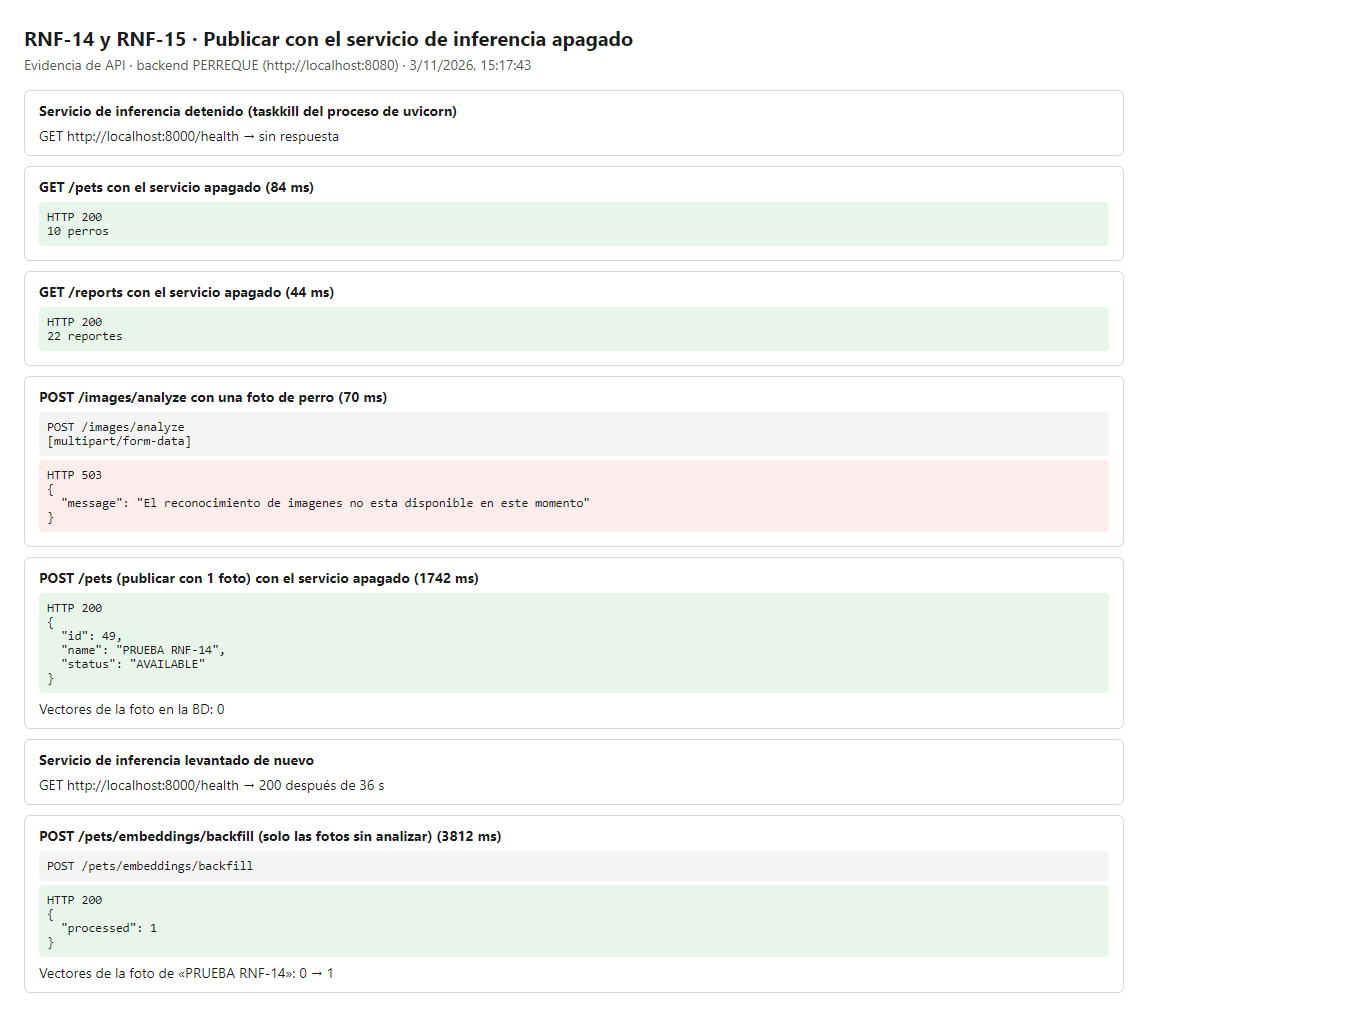 RNF-14 y RNF-15 · Publicar con el servicio de inferencia apagado
Evidencia de API · backend PERREQUE (http://localhost:8080) · 3/11/2026, 15:17:43
Servicio de inferencia detenido (taskkill del proceso de uvicorn)
GET http://localhost:8000/health → sin respuesta
GET /pets con el servicio apagado (84 ms)
HTTP 200
10 perros
GET /reports con el servicio apagado (44 ms)
HTTP 200
22 reportes
POST /images/analyze con una foto de perro (70 ms)
POST /images/analyze
[multipart/form-data]
HTTP 503
{
  "message": "El reconocimiento de imagenes no esta disponible en este momento"
}
POST /pets (publicar con 1 foto) con el servicio apagado (1742 ms)
HTTP 200
{
  "id": 49,
  "name": "PRUEBA RNF-14",
  "status": "AVAILABLE"
}
Vectores de la foto en la BD: 0
Servicio de inferencia levantado de nuevo
GET http://localhost:8000/health → 200 después de 36 s
POST /pets/embeddings/backfill (solo las fotos sin analizar) (3812 ms)
POST /pets/embeddings/backfill
HTTP 200
{
  "processed": 1
}
Vectores de la foto de «PRUEBA RNF-14»: 0 → 1